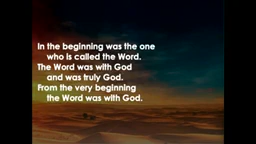 In the beginning was the one
who is called the Word.
The Word was with God
and was truly God.
From the very beginning
the Word was with God.